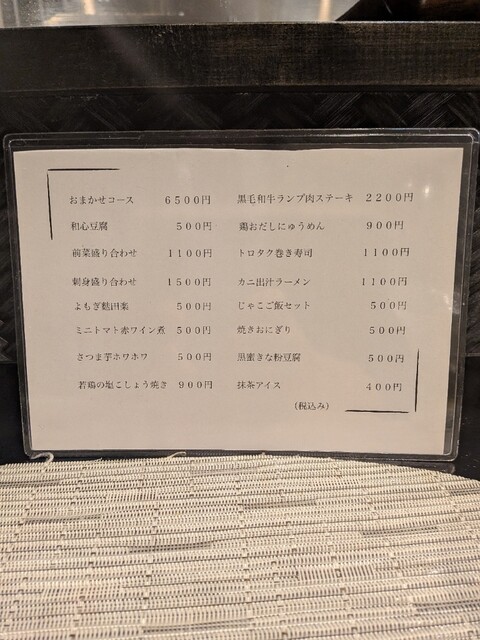 おまかせコース 6500円
和心豆腐 500円
前菜盛り合わせ 1100円
刺身盛り合わせ 1500円
よもぎ麩田楽 500円
ミニトマト赤ワイン煮 500円
さつま芋ホワホワ 500円
若鶏の塩こしょう焼き 900円
黒毛和牛ランプ肉ステーキ 2200円
鶏おだしにゅうめん 900円
トロタク巻き寿司 1100円
カニ出汁ラーメン 1100円
じゃこご飯セット 500円
焼きおにぎり 500円
黒蜜きな粉豆腐 500円
抹茶アイス 400円
(税込み)